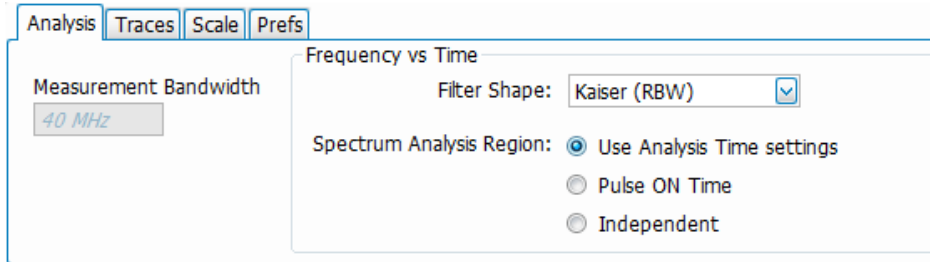 Analysis Traces Scale Prefs
Frequency vs Time
Measurement Bandwidth Filter Shape: Kaiser (RBW)
40 MHz
Spectrum Analysis Region: Use Analysis Time settings
Pulse ON Time
Independent